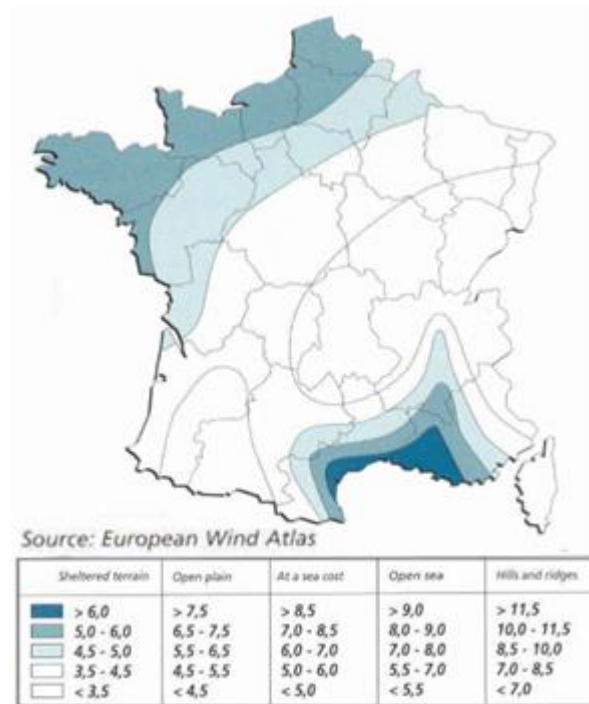 Source: European Wind Atlas
Sheltered terrain Open plain At a sea cost Open sea Hills and ridges
> 6,0 > 7,5 > 8,5 > 9,0 > 11,5
5,0 - 6,0 6,5 - 7,5 7,0 - 8,5 8,0 - 9,0 10,0 - 11,5
4,5 - 5,0 5,5 - 6,5 6,0 - 7,0 7,0 - 8,0 8,5 - 10,0
3,5 - 4,5 4,5 - 5,5 5,0 - 6,0 5,5 - 7,0 7,0 - 8,5
< 3,5 < 4,5 < 5,0 < 5,5 < 7,0